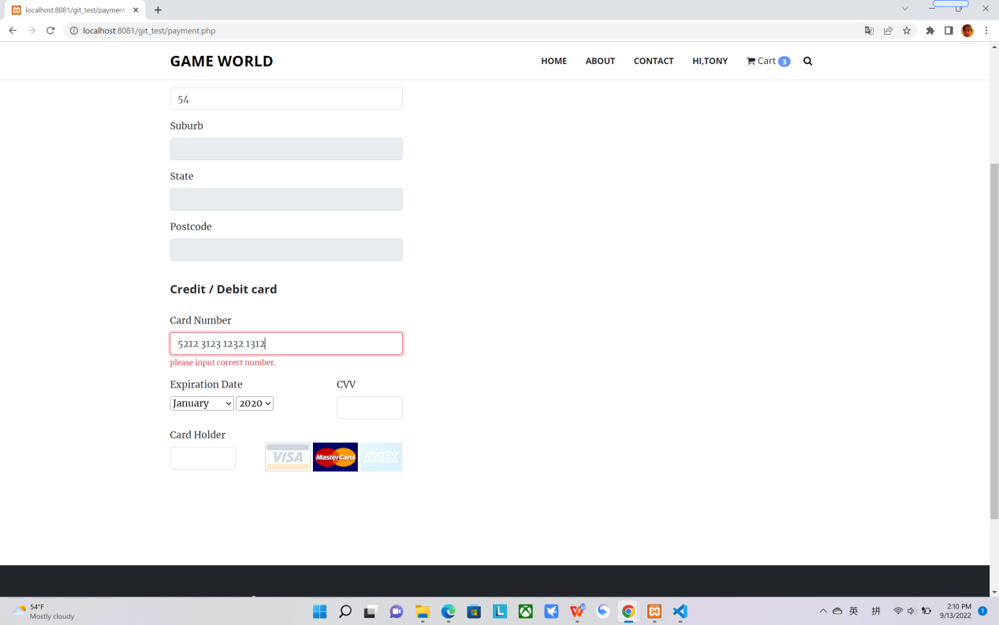 localhost:8081/git_test/payment.
localhost:8081/git_test/payment.php
GAME WORLD
HOME ABOUT CONTACT HI,TONY Cart 3
54
Suburb
State
Postcode
Credit / Debit card
Card Number
5212 3123 1232 1312
please input correct number.
Expiration Date CVV
January 2020
Card Holder
VISA MasterCard AMEX
54°F
Mostly cloudy
英 拼
2:10 PM
9/13/2022
1